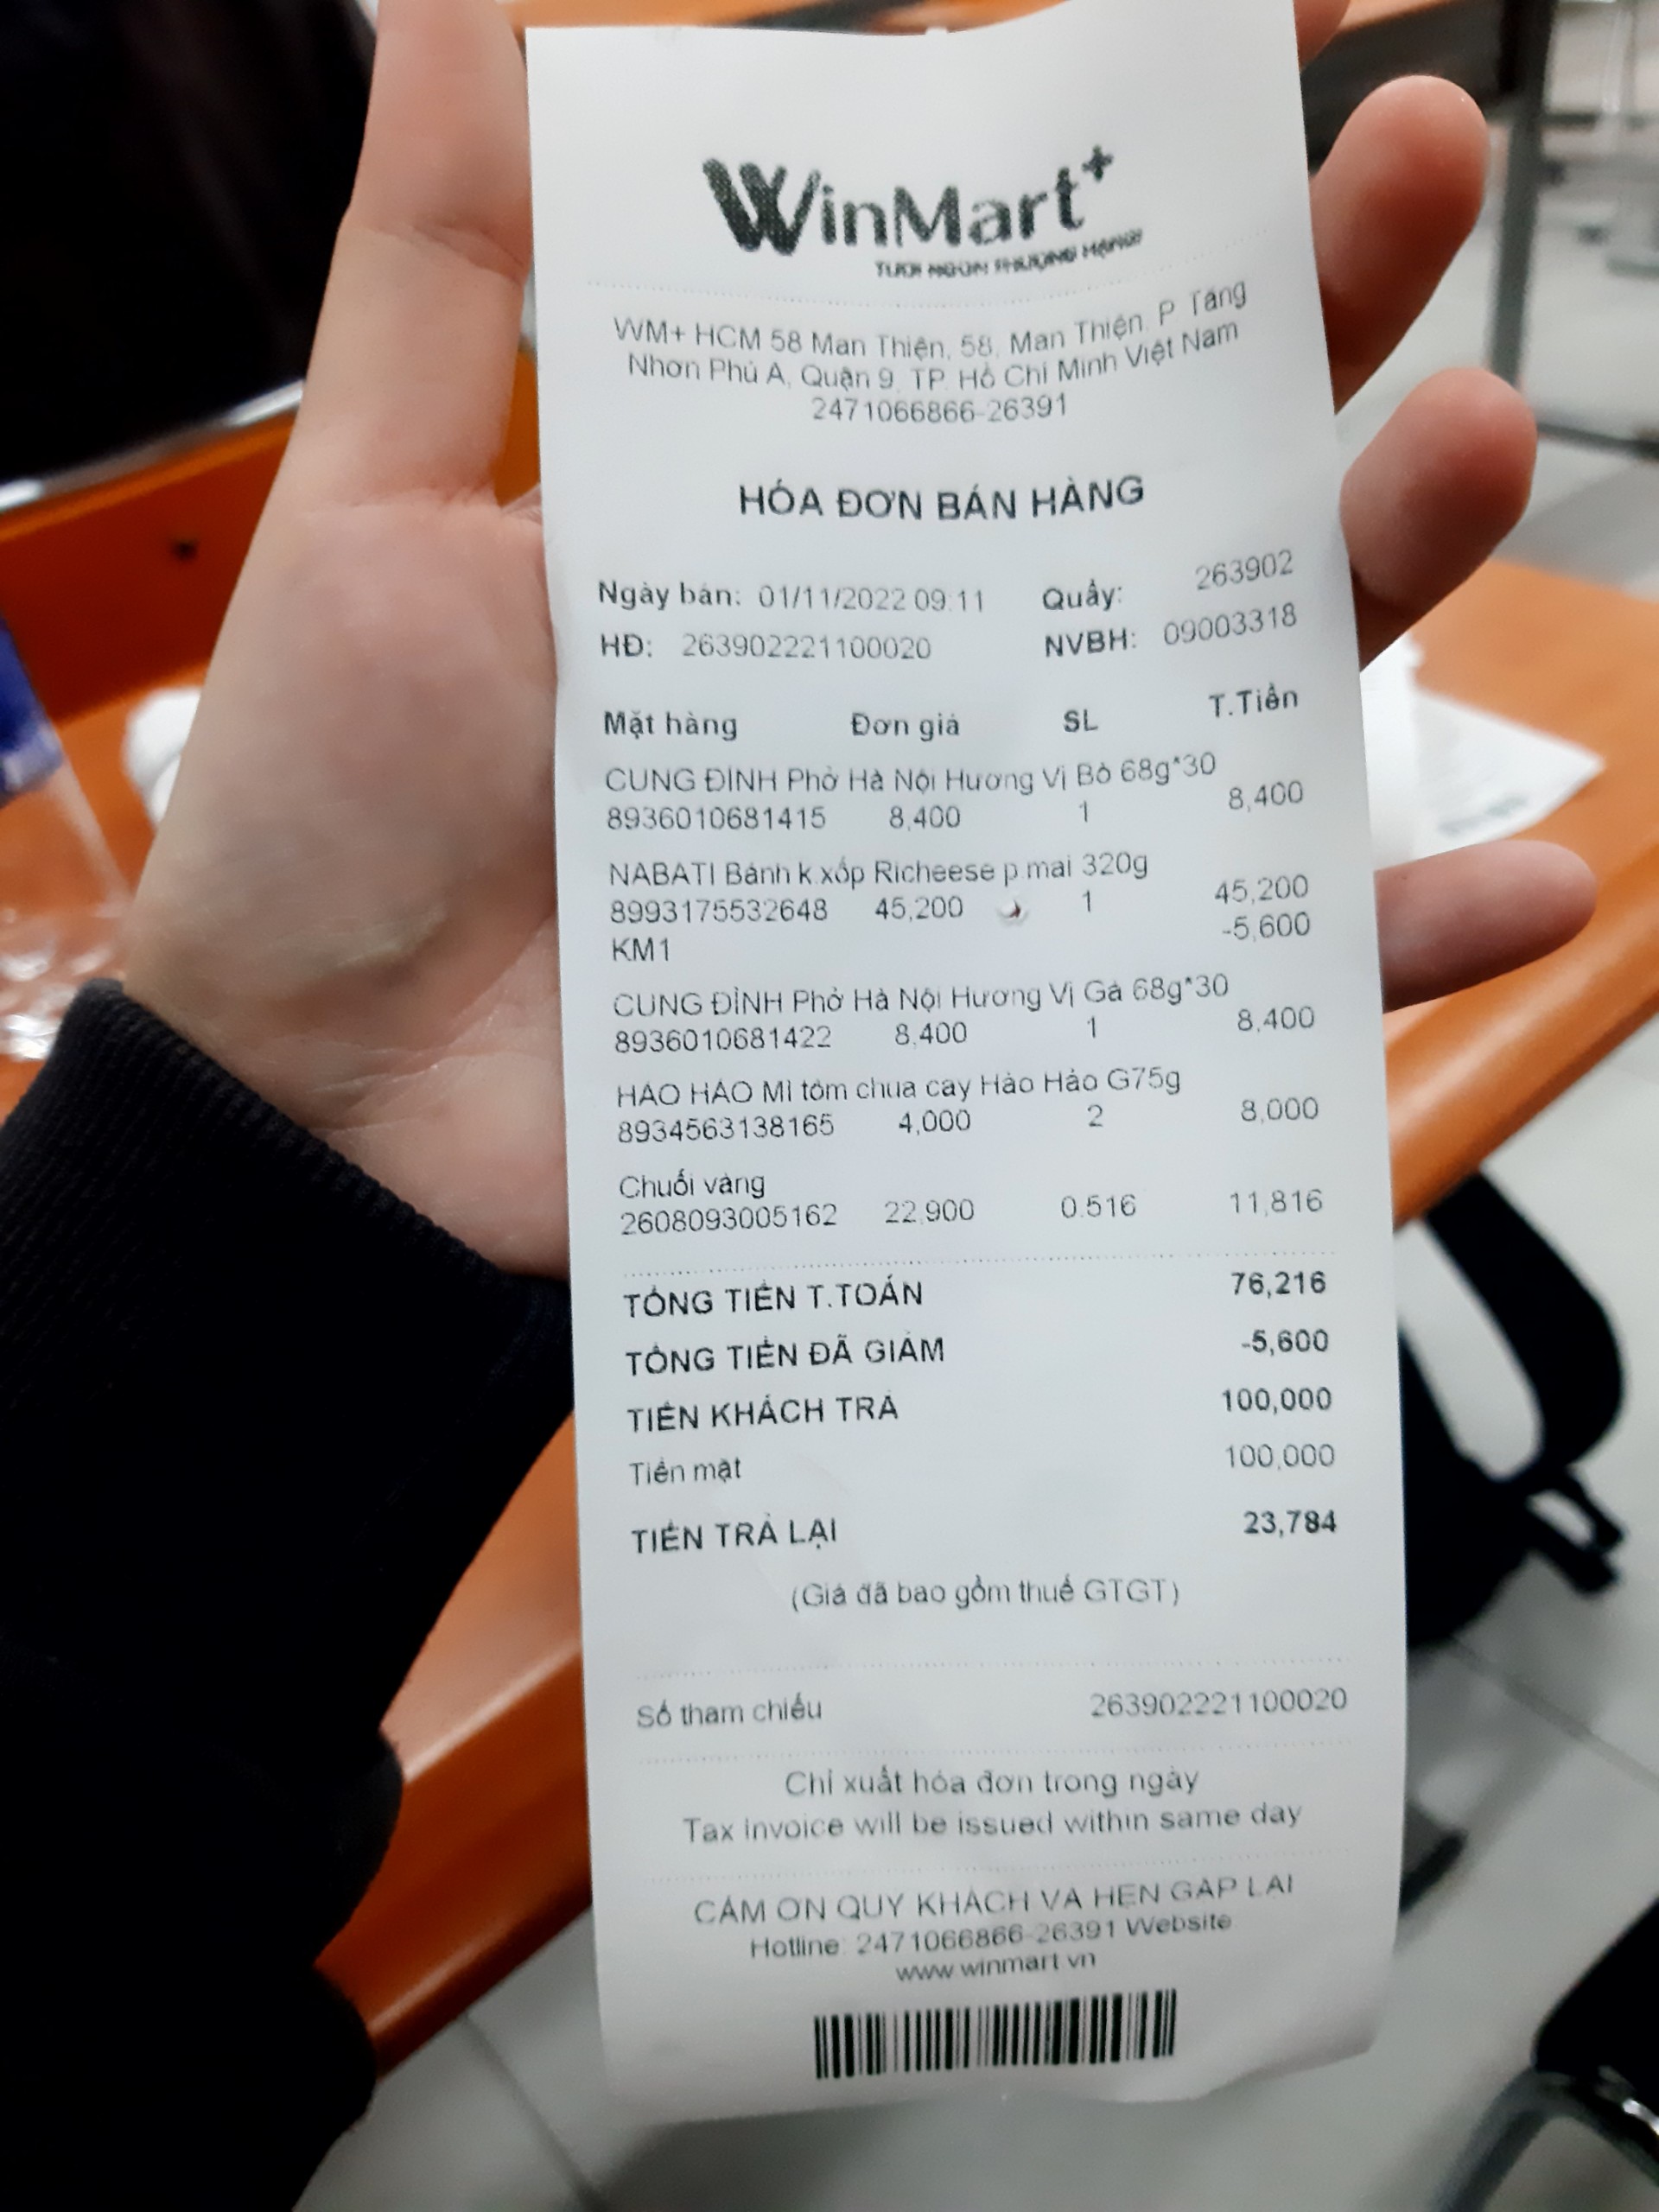 WinMart+
TƯƠI NGON THƯỢNG HẠNG!
WM+ HCM 58 Man Thiện, 58, Man Thiện, P. Tăng
Nhơn Phú A, Quận 9, TP. Hồ Chí Minh Việt Nam
2471066866-26391
HÓA ĐƠN BÁN HÀNG
Ngày bán: 01/11/2022 09:11 Quầy: 263902
HĐ: 263902221100020 NVBH: 09003318
Mặt hàng Đơn giá SL T.Tiền
CUNG ĐÌNH Phở Hà Nội Hương Vị Bò 68g*30
8936010681415 8,400 1 8,400
NABATI Bánh k.xốp Richeese p.mai 320g
8993175532648 45,200 1 45,200
KM1 -5,600
CUNG ĐÌNH Phở Hà Nội Hương Vị Gà 68g*30
8936010681422 8,400 1 8,400
HẢO HẢO Mì tôm chua cay Hảo Hảo G75g
8934563138165 4,000 2 8,000
Chuối vàng
2608093005162 22,900 0.516 11,816
TỔNG TIỀN T.TOÁN 76,216
TỔNG TIỀN ĐÃ GIẢM -5,600
TIỀN KHÁCH TRẢ 100,000
Tiền mặt 100,000
TIỀN TRẢ LẠI 23,784
(Giá đã bao gồm thuế GTGT)
Số tham chiếu 263902221100020
Chỉ xuất hóa đơn trong ngày
Tax invoice will be issued within same day
CẢM ƠN QUÝ KHÁCH VÀ HẸN GẶP LẠI
Hotline: 2471066866-26391 Website
www.winmart.vn